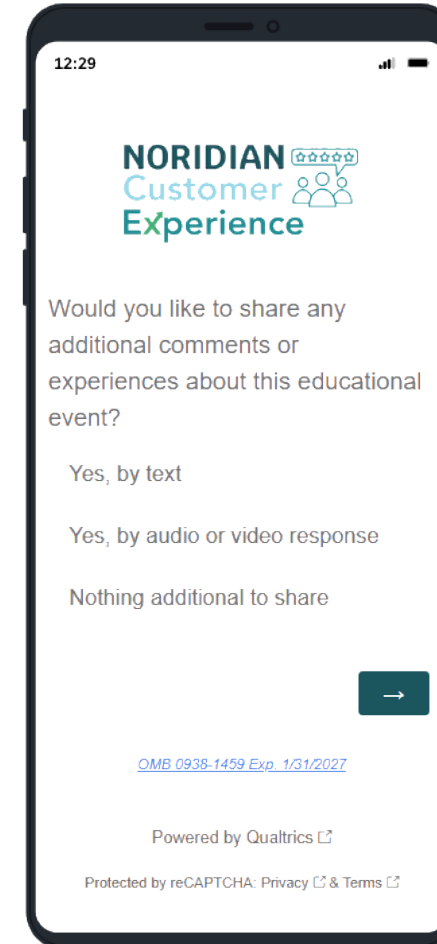 12:29
NORIDIAN
Customer
Experience
Would you like to share any
additional comments or
experiences about this educational
event?
Yes, by text
Yes, by audio or video response
Nothing additional to share
→
OMB 0938-1459 Exp. 1/31/2027
Powered by Qualtrics
Protected by reCAPTCHA: Privacy & Terms